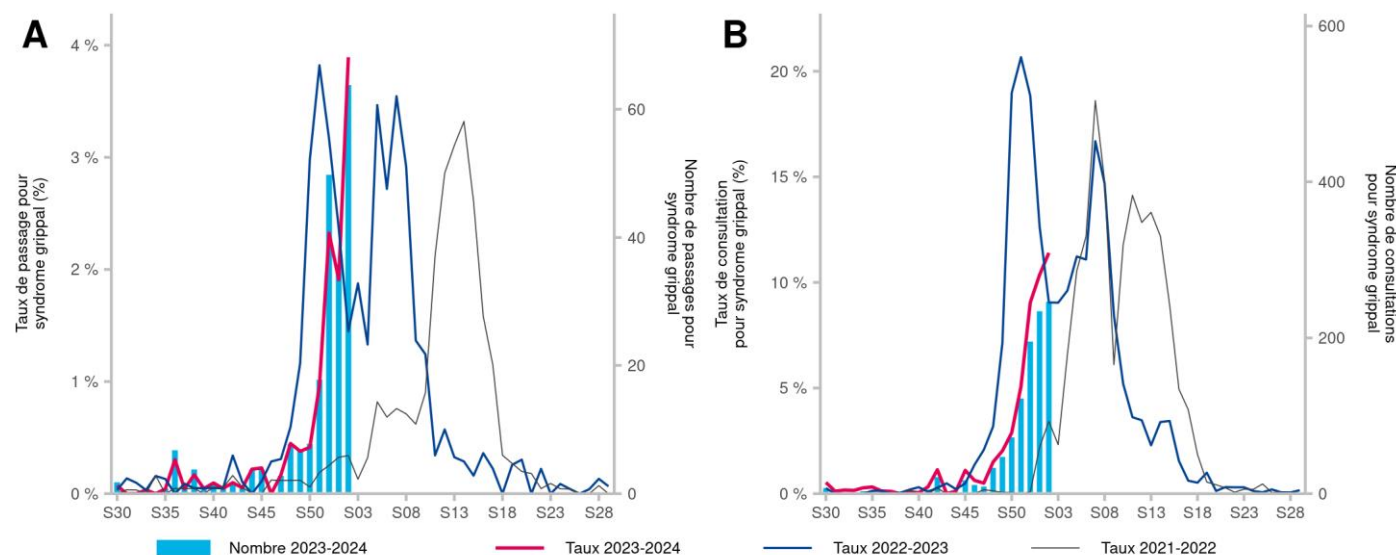 A
4 %
3 %
2 %
1 %
0 %
Taux de passage pour
syndrome grippal (%)
60
40
20
0
Nombre de passages pour
syndrome grippal
S30 S35 S40 S45 S50 S03 S08 S13 S18 S23 S28
B
20 %
15 %
10 %
5 %
0 %
Taux de consultation
pour syndrome grippal (%)
600
400
200
0
Nombre de consultations
pour syndrome grippal
S30 S35 S40 S45 S50 S03 S08 S13 S18 S23 S28
Nombre 2023-2024 Taux 2023-2024 Taux 2022-2023 Taux 2021-2022